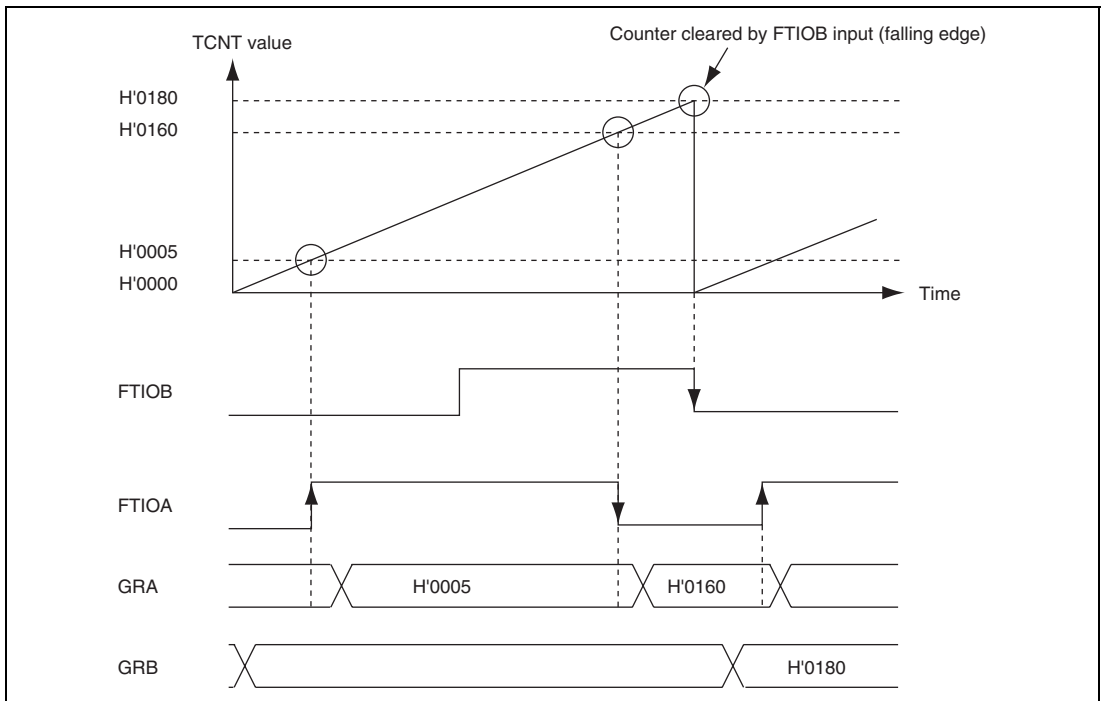 Counter cleared by FTIOB input (falling edge)
TCNT value
H'0180
H'0160
H'0005
H'0000
Time
FTIOB
FTIOA
GRA
H'0005
H'0160
GRB
H'0180